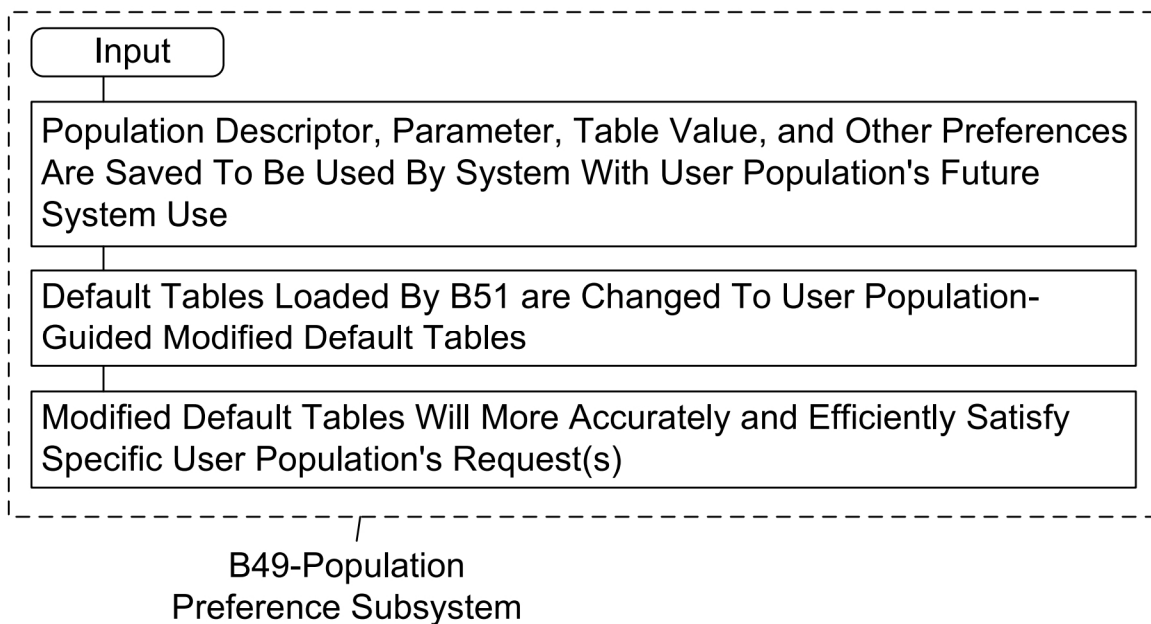 Input
Population Descriptor, Parameter, Table Value, and Other Preferences
Are Saved To Be Used By System With User Population's Future
System Use
Default Tables Loaded By B51 are Changed To User Population-
Guided Modified Default Tables
Modified Default Tables Will More Accurately and Efficiently Satisfy
Specific User Population's Request(s)
B49-Population
Preference Subsystem